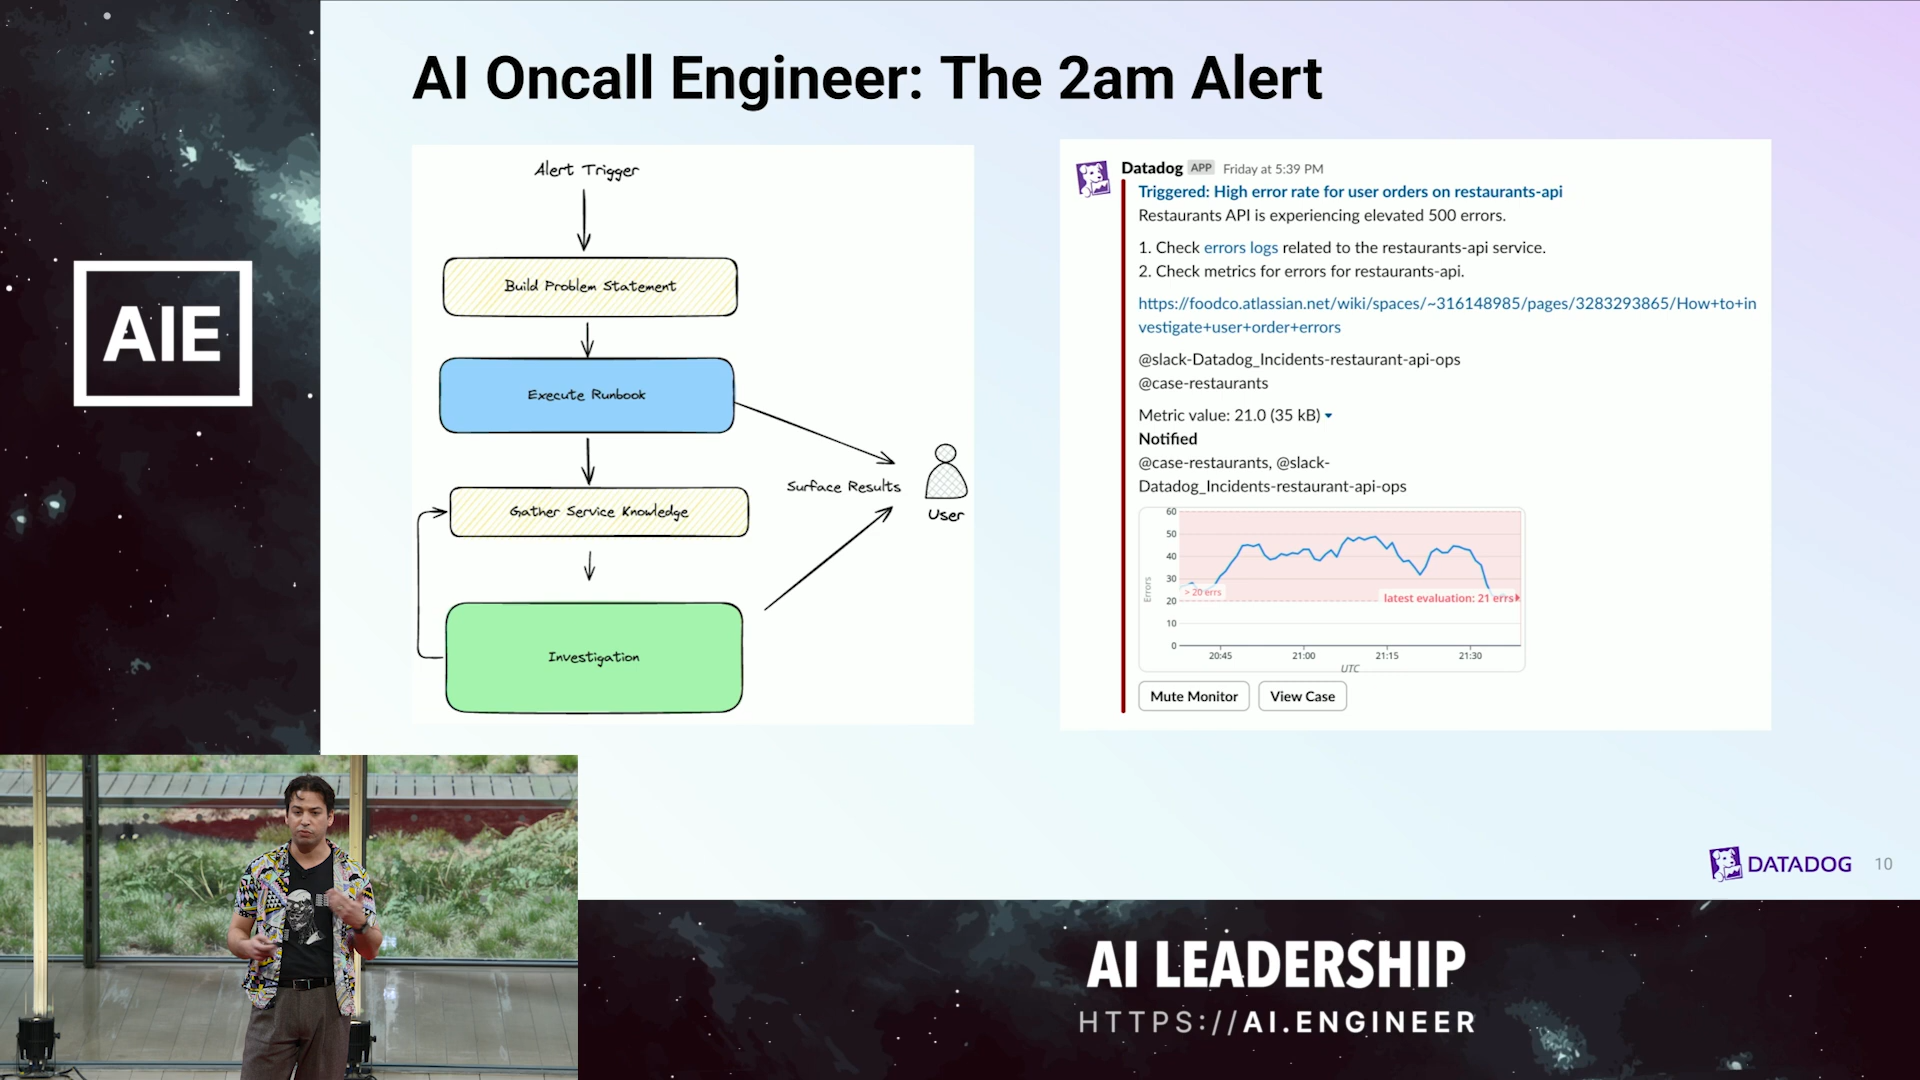 AI Oncall Engineer: The 2am Alert
AIE
Alert Trigger
Build Problem Statement
Execute Runbook
Gather Service Knowledge
Investigation
Surface Results
User
Datadog APP Friday at 5:39 PM
Triggered: High error rate for user orders on restaurants-api
Restaurants API is experiencing elevated 500 errors.
1. Check errors logs related to the restaurants-api service.
2. Check metrics for errors for restaurants-api.
https://foodco.atlassian.net/wiki/spaces/~316148985/pages/3283293865/How+to+in
vestigate+user+order+errors
@slack-Datadog_Incidents-restaurant-api-ops
@case-restaurants
Metric value: 21.0 (35 kB)
Notified
@case-restaurants, @slack-
Datadog_Incidents-restaurant-api-ops
Errors
60
50
40
30
20
10
0
> 20 errs
latest evaluation: 21 errs
20:45 21:00 21:15 21:30
UTC
Mute Monitor View Case
DATADOG 10
AI LEADERSHIP
HTTPS://AI.ENGINEER